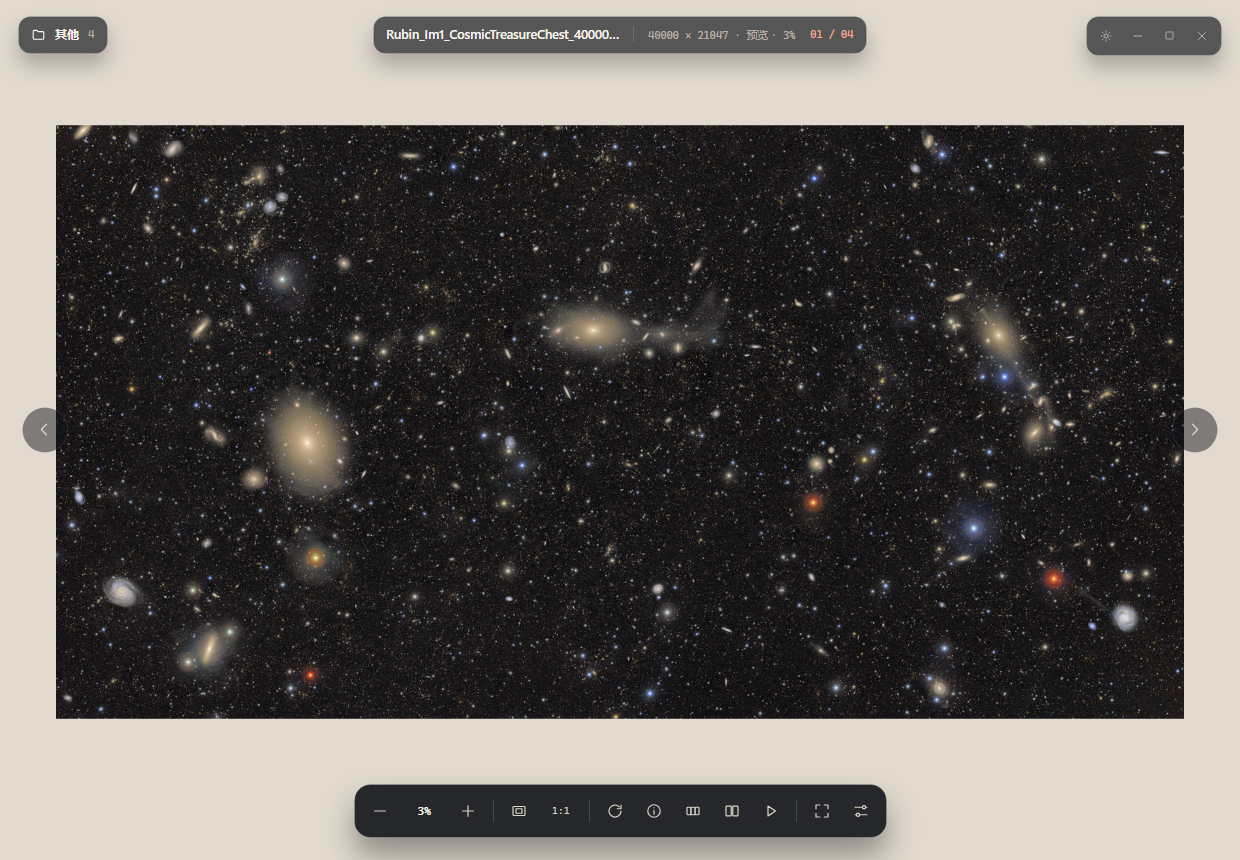 其他 4
Rubin_Im1_CosmicTreasureChest_40000... 40000 × 21047 · 预览 · 3% 01 / 04
3% 1:1